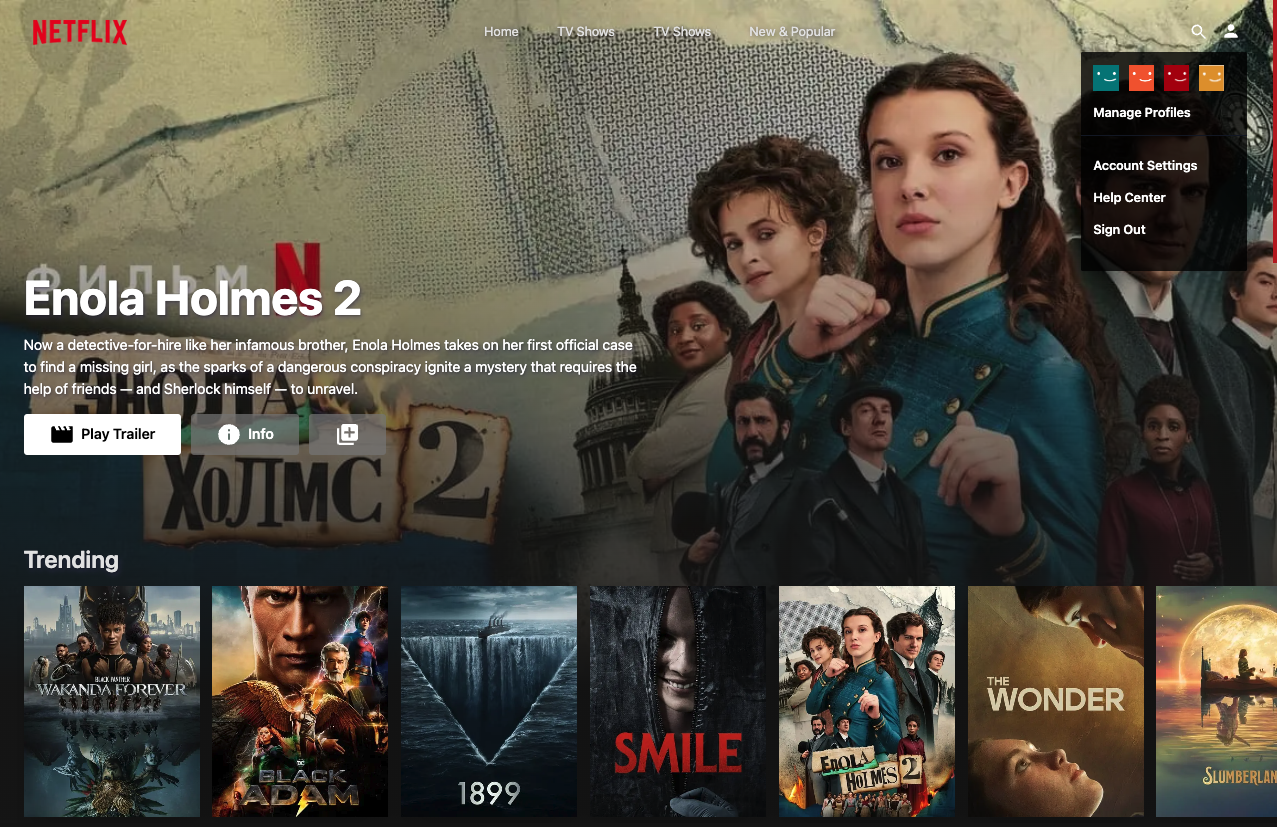 NETFLIX
Home
TV Shows
TV Shows
New & Popular
Manage Profiles
Account Settings
Help Center
Sign Out
ФИЛЬМ N
Enola Holmes 2
Now a detective-for-hire like her infamous brother, Enola Holmes takes on her first official case
to find a missing girl, as the sparks of a dangerous conspiracy ignite a mystery that requires the
help of friends — and Sherlock himself — to unravel.
ЭНОЛА
Play Trailer
Info
ХОЛМС 2
Trending
BLACK PANTHER
WAKANDA FOREVER
DC
BLACK
ADAM
1899
SMILE
ENOLA
HOLMES 2
THE
WONDER